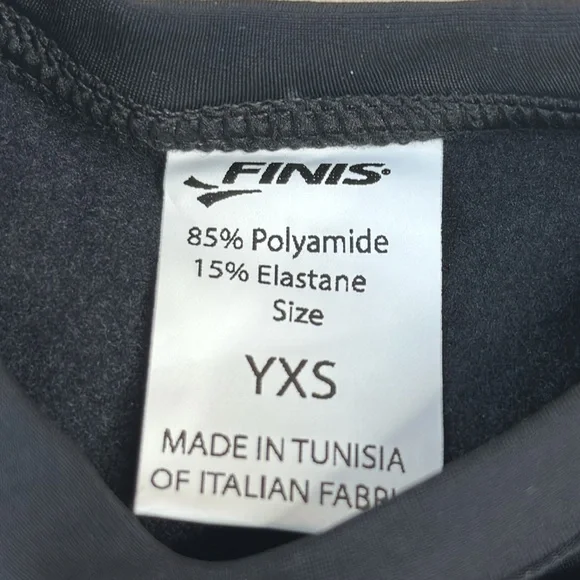 FINIS
85% Polyamide
15% Elastane
Size
YXS
MADE IN TUNISIA
OF ITALIAN